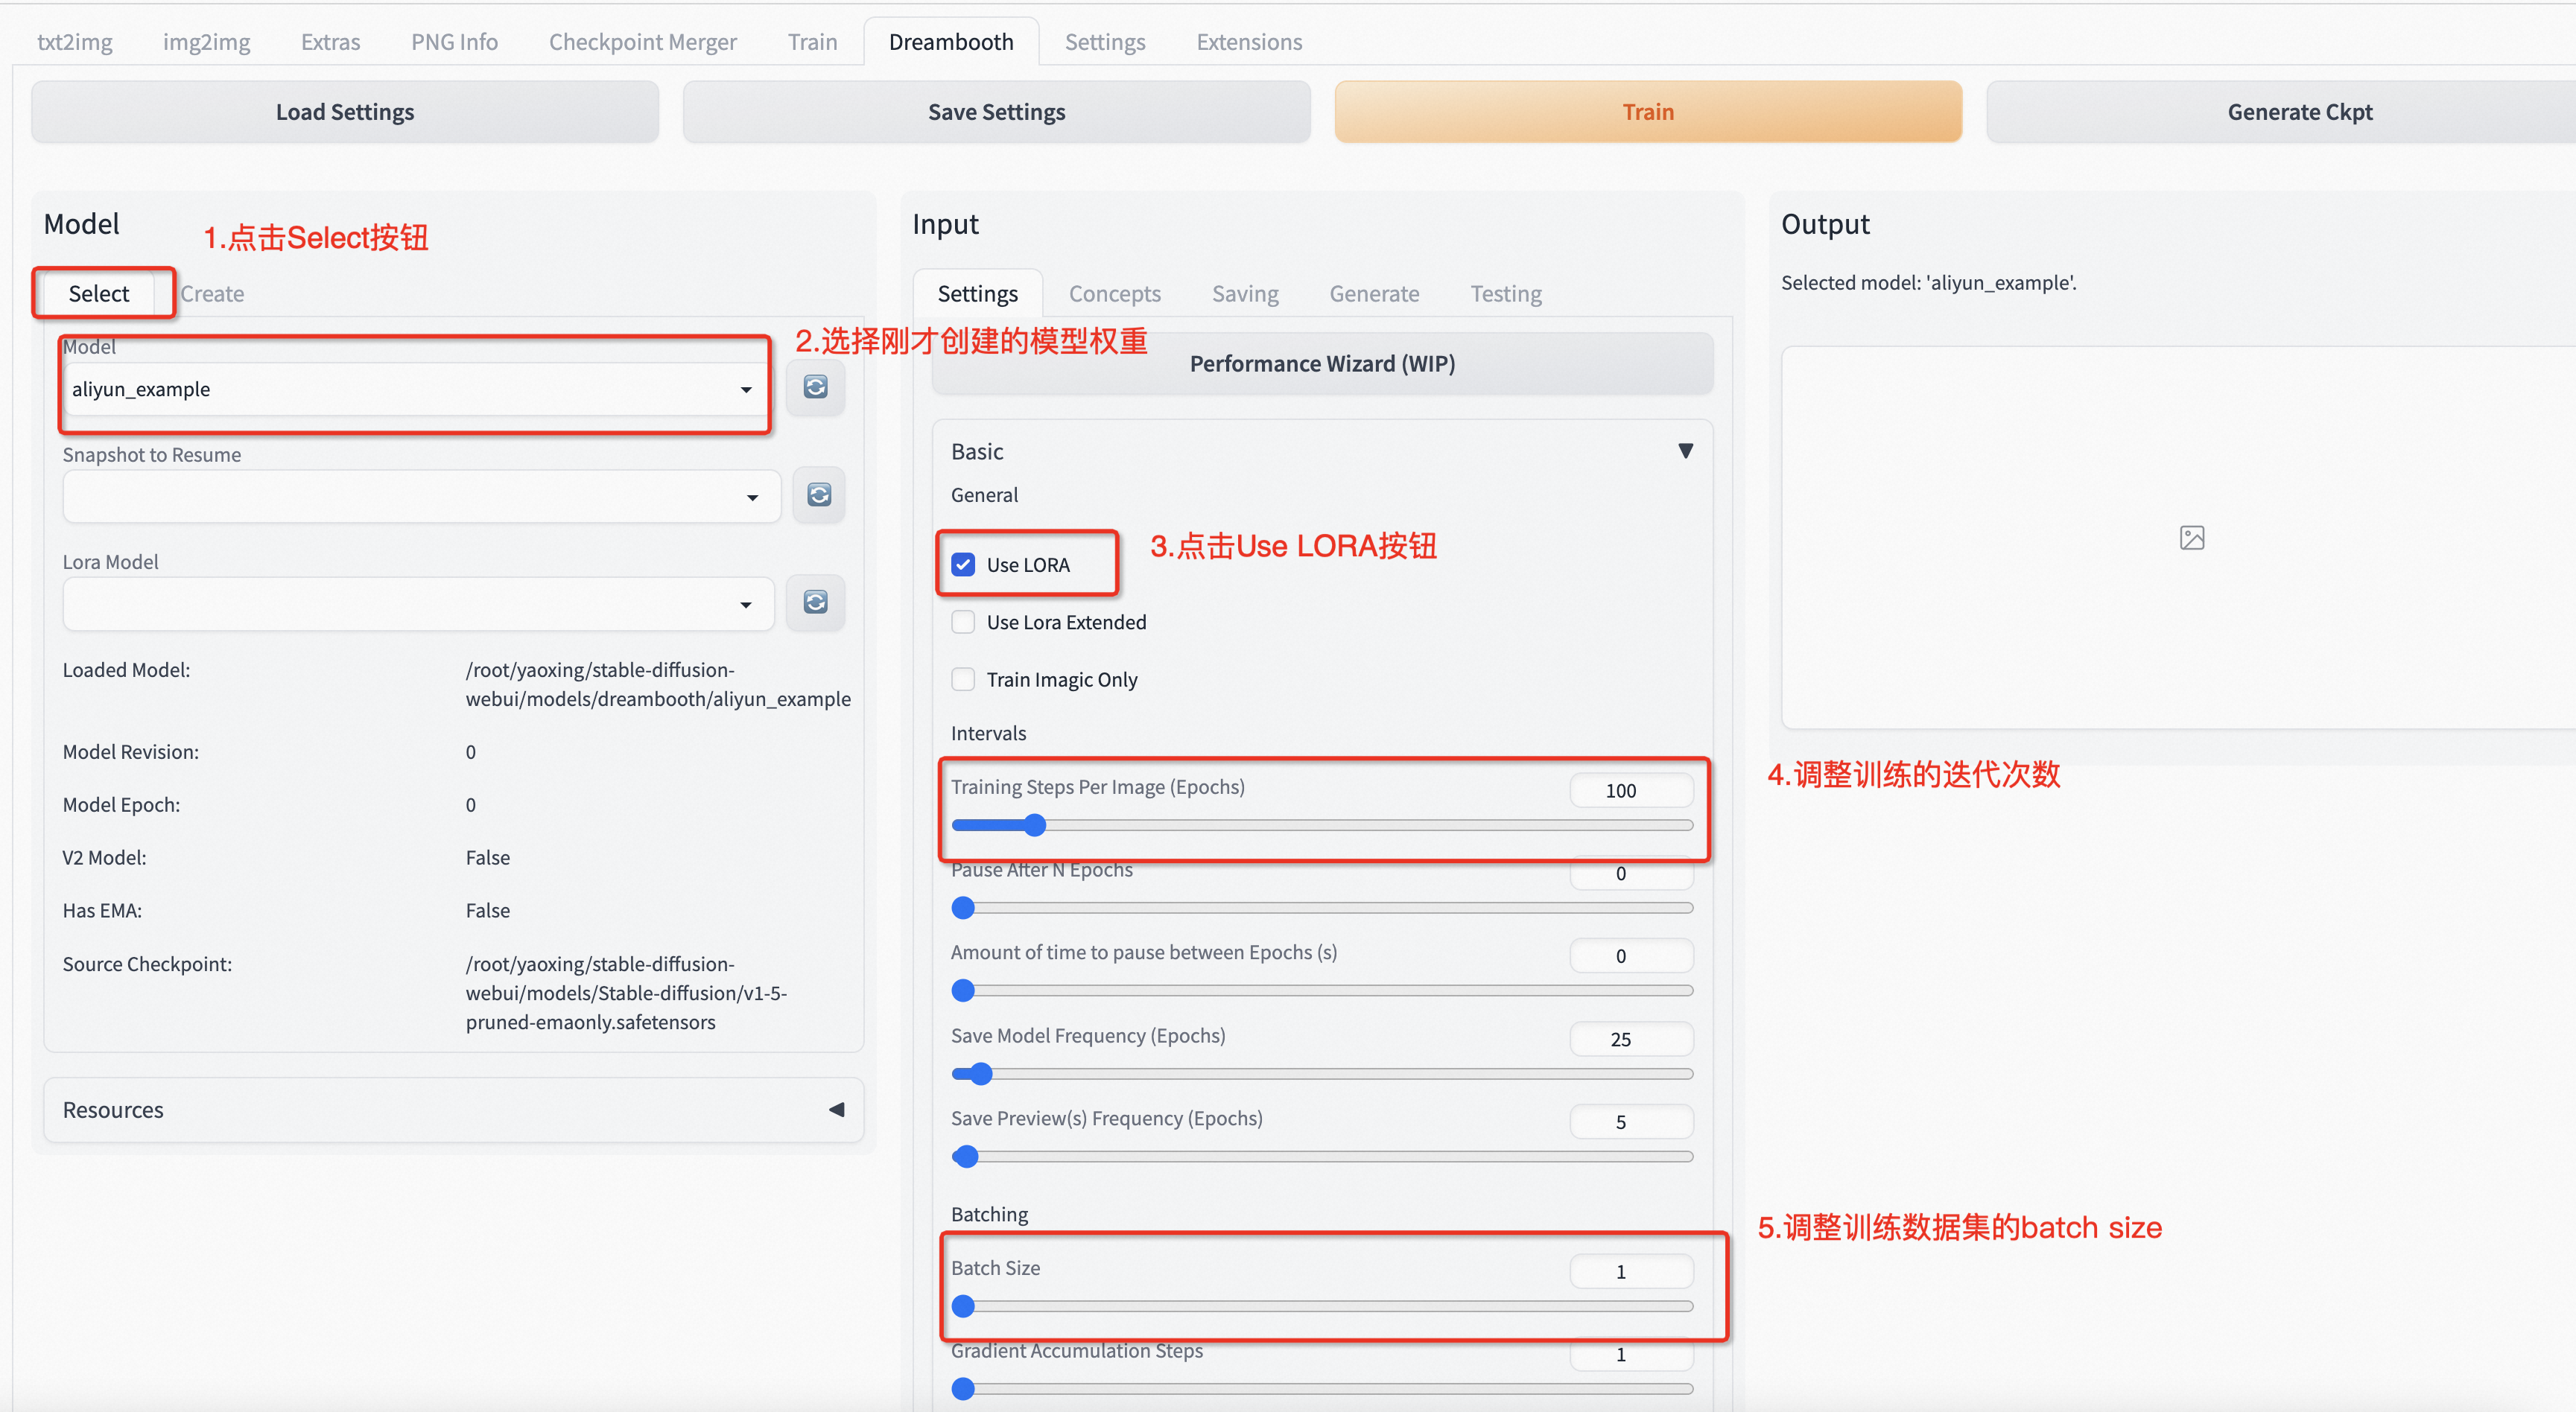 txt2img
img2img
Extras
PNG Info
Checkpoint Merger
Train
Dreambooth
Settings
Extensions
Load Settings
Save Settings
Train
Generate Ckpt
Model
1.点击Select按钮
Select
Create
Model
aliyun_example
2.选择刚才创建的模型权重
Snapshot to Resume
Lora Model
Loaded Model:
/root/yaoxing/stable-diffusion-
webui/models/dreambooth/aliyun_example
Model Revision:
0
Model Epoch:
0
V2 Model:
False
Has EMA:
False
Source Checkpoint:
/root/yaoxing/stable-diffusion-
webui/models/Stable-diffusion/v1-5-
pruned-emaonly.safetensors
Resources
Input
Settings
Concepts
Saving
Generate
Testing
Performance Wizard (WIP)
Basic
General
Use LORA
3.点击Use LORA按钮
Use Lora Extended
Train Imagic Only
Intervals
Training Steps Per Image (Epochs)
100
4.调整训练的迭代次数
Pause After N Epochs
0
Amount of time to pause between Epochs (s)
0
Save Model Frequency (Epochs)
25
Save Preview(s) Frequency (Epochs)
5
Batching
Batch Size
1
5.调整训练数据集的batch size
Gradient Accumulation Steps
1
Output
Selected model: 'aliyun_example'.